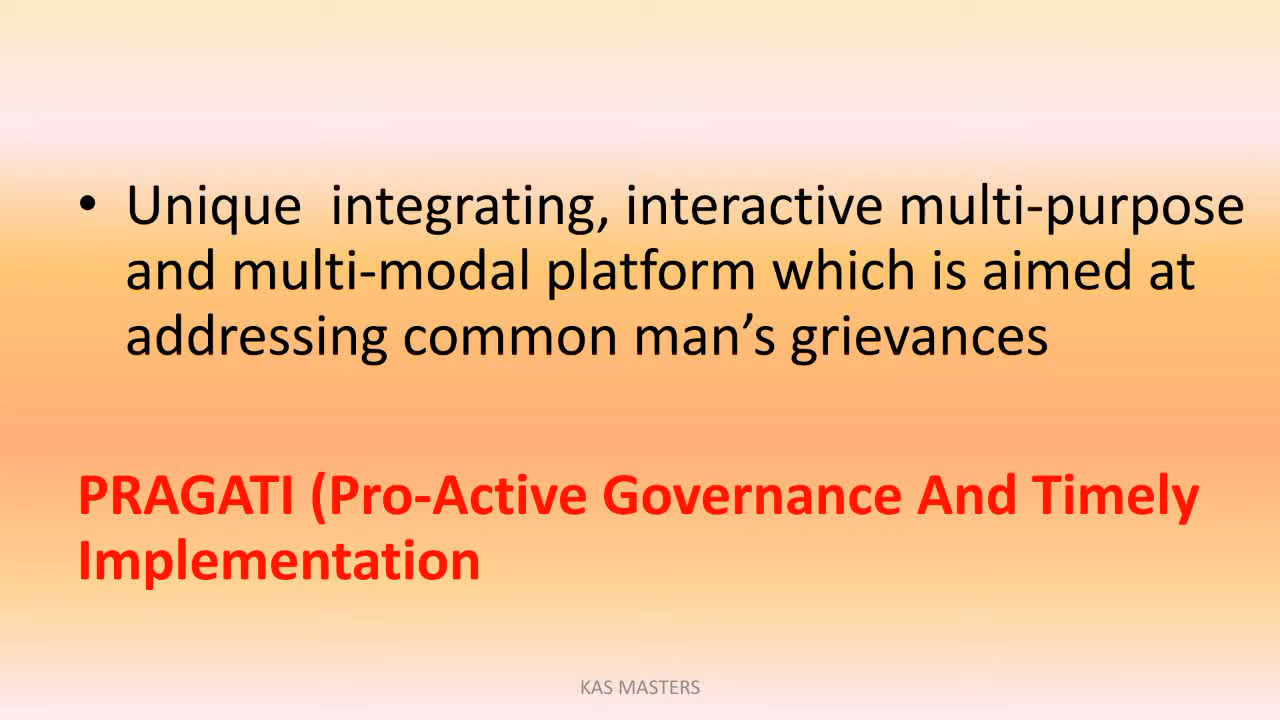 • Unique  integrating, interactive multi-purpose
and multi-modal platform which is aimed at
addressing common man’s grievances
PRAGATI (Pro-Active Governance And Timely
Implementation
KAS MASTERS